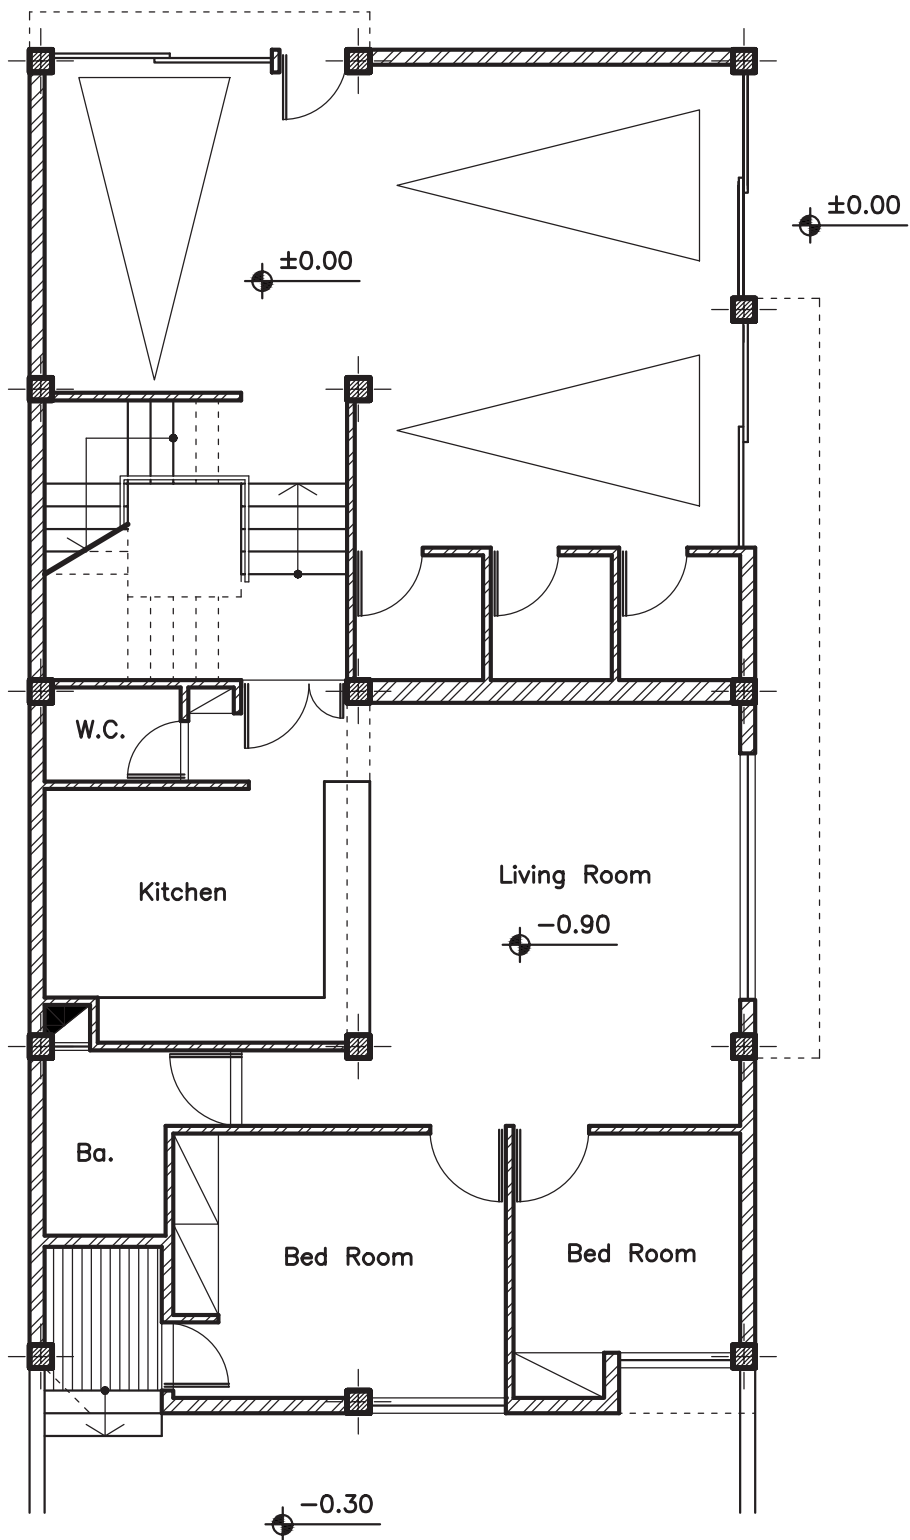 ±0.00
±0.00
W.C.
Living Room
Kitchen
-0.90
Ba.
Bed Room
Bed Room
-0.30